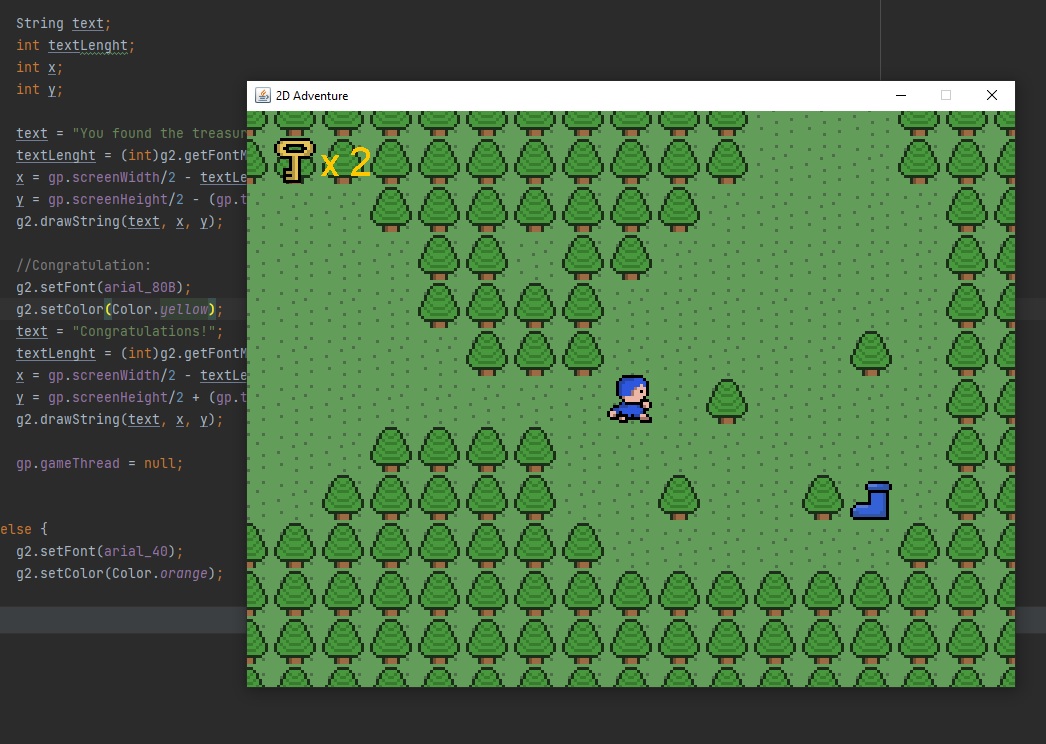 String text;
int textLenght;
int x;
int y;
text = "You found the treasur
textLenght = (int)g2.getFontM
x = gp.screenWidth/2 - textLe
y = gp.screenHeight/2 - (gp.t
g2.drawString(text, x, y);
//Congratulation:
g2.setFont(arial_80B);
g2.setColor(Color.yellow);
text = "Congratulations!";
textLenght = (int)g2.getFontM
x = gp.screenWidth/2 - textLe
y = gp.screenHeight/2 + (gp.t
g2.drawString(text, x, y);
gp.gameThread = null;
else {
g2.setFont(arial_40);
g2.setColor(Color.orange);
2D Adventure
x 2